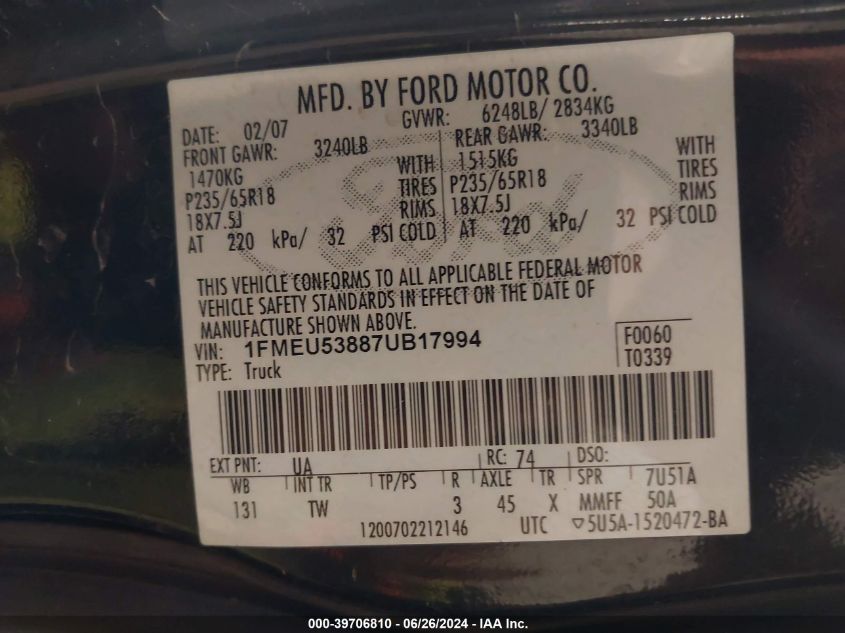 MFD. BY FORD MOTOR CO.
DATE: 02/07 GVWR: 6248LB/ 2834KG
FRONT GAWR: 3240LB REAR GAWR: 3340LB
1470KG WITH 1515KG WITH
P235/65R18 TIRES P235/65R18 TIRES
18X7.5J RIMS 18X7.5J RIMS
AT 220 kPa/ 32 PSI COLD AT 220 kPa/ 32 PSI COLD
THIS VEHICLE CONFORMS TO ALL APPLICABLE FEDERAL MOTOR
VEHICLE SAFETY STANDARDS IN EFFECT ON THE DATE OF
MANUFACTURE SHOWN ABOVE.
VIN: 1FMEU53887UB17994 F0060
TYPE: Truck T0339
EXT PNT: UA RC: 74 DSO:
WB INT TR TP/PS R AXLE TR SPR 7U51A
131 TW 3 45 X MMFF 50A
1200702212146 UTC ▽5U5A-1520472-BA
000-39706810 - 06/26/2024 - IAA Inc.